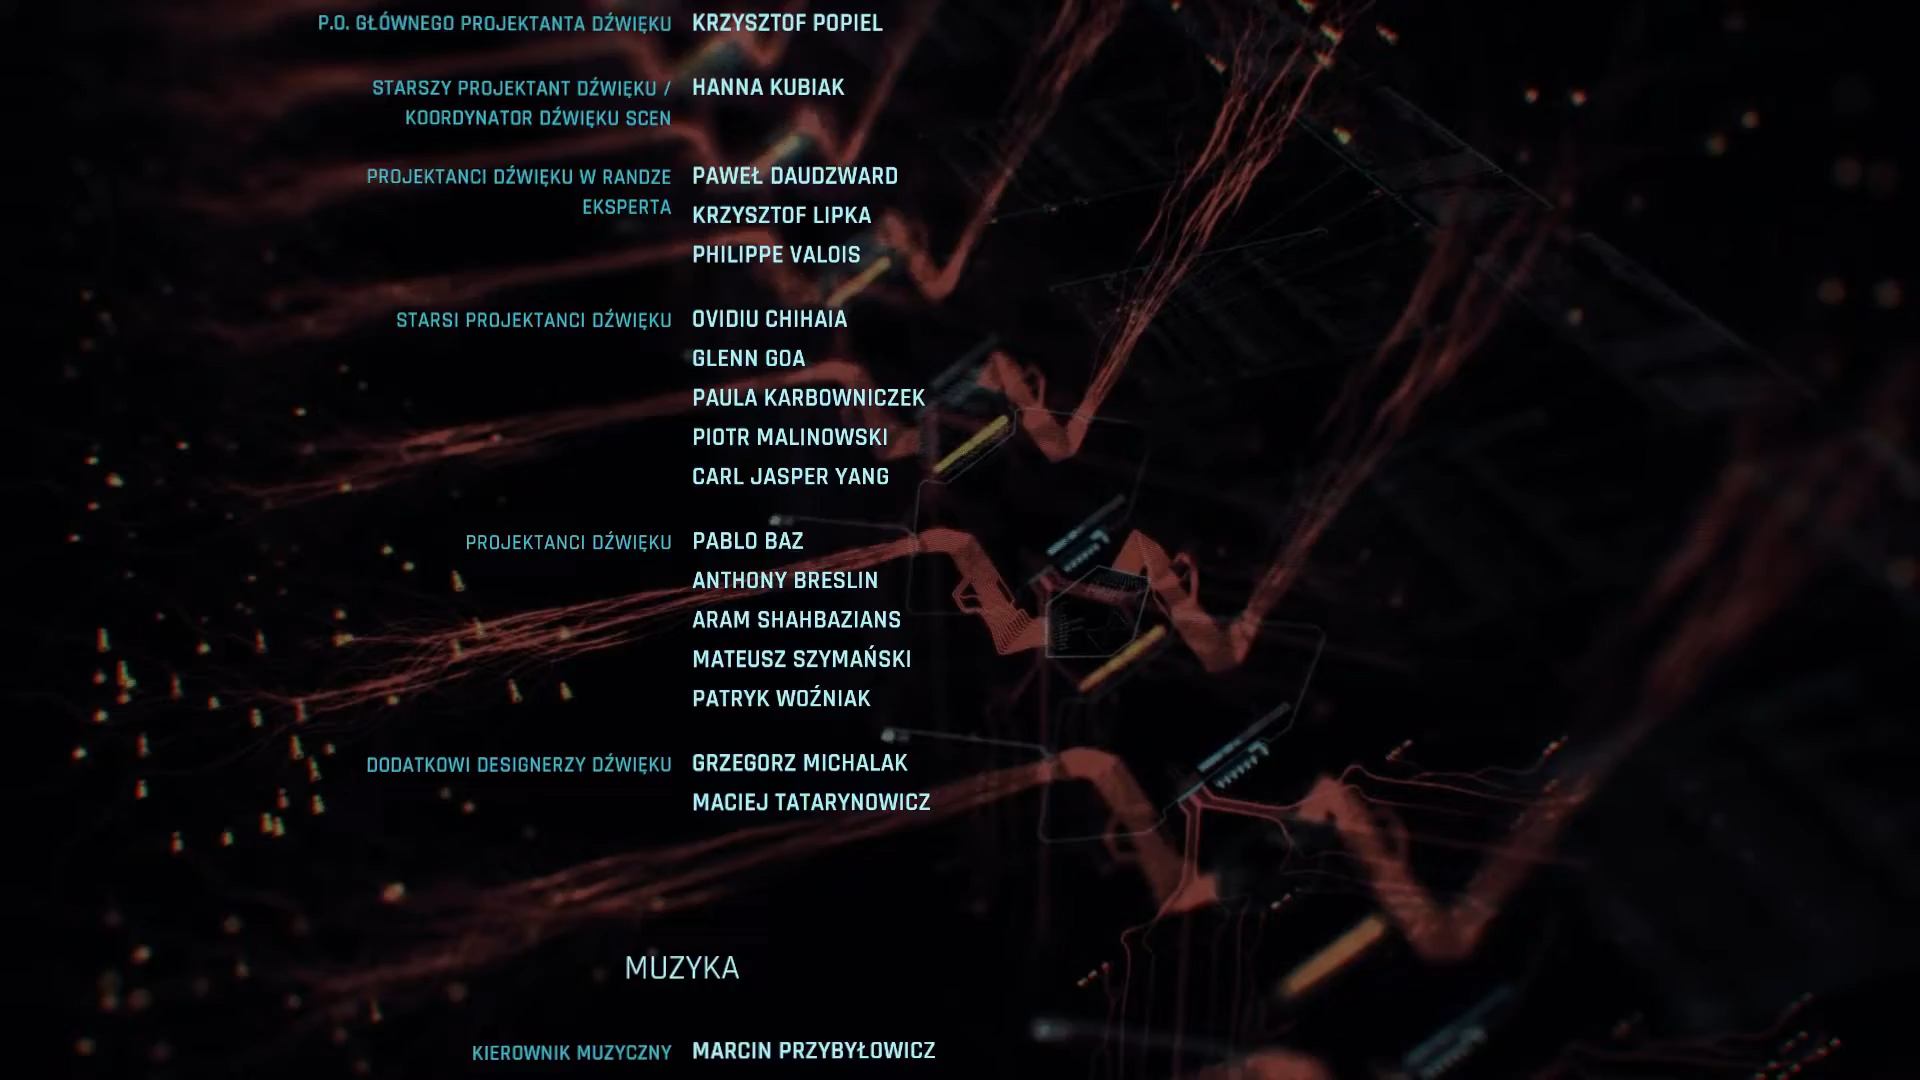 P.O. GŁÓWNEGO PROJEKTANTA DŹWIĘKU KRZYSZTOF POPIEL
STARSZY PROJEKTANT DŹWIĘKU / HANNA KUBIAK
KOORDYNATOR DŹWIĘKU SCEN
PROJEKTANCI DŹWIĘKU W RANDZE PAWEŁ DAUDZWARD
EKSPERTA KRZYSZTOF LIPKA
PHILIPPE VALOIS
STARSI PROJEKTANCI DŹWIĘKU OVIDIU CHIHAIA
GLENN GOA
PAULA KARBOWNICZEK
PIOTR MALINOWSKI
CARL JASPER YANG
PROJEKTANCI DŹWIĘKU PABLO BAZ
ANTHONY BRESLIN
ARAM SHAHBAZIANS
MATEUSZ SZYMAŃSKI
PATRYK WOŹNIAK
DODATKOWI DESIGNERZY DŹWIĘKU GRZEGORZ MICHALAK
MACIEJ TATARYNOWICZ
MUZYKA
KIEROWNIK MUZYCZNY MARCIN PRZYBYŁOWICZ